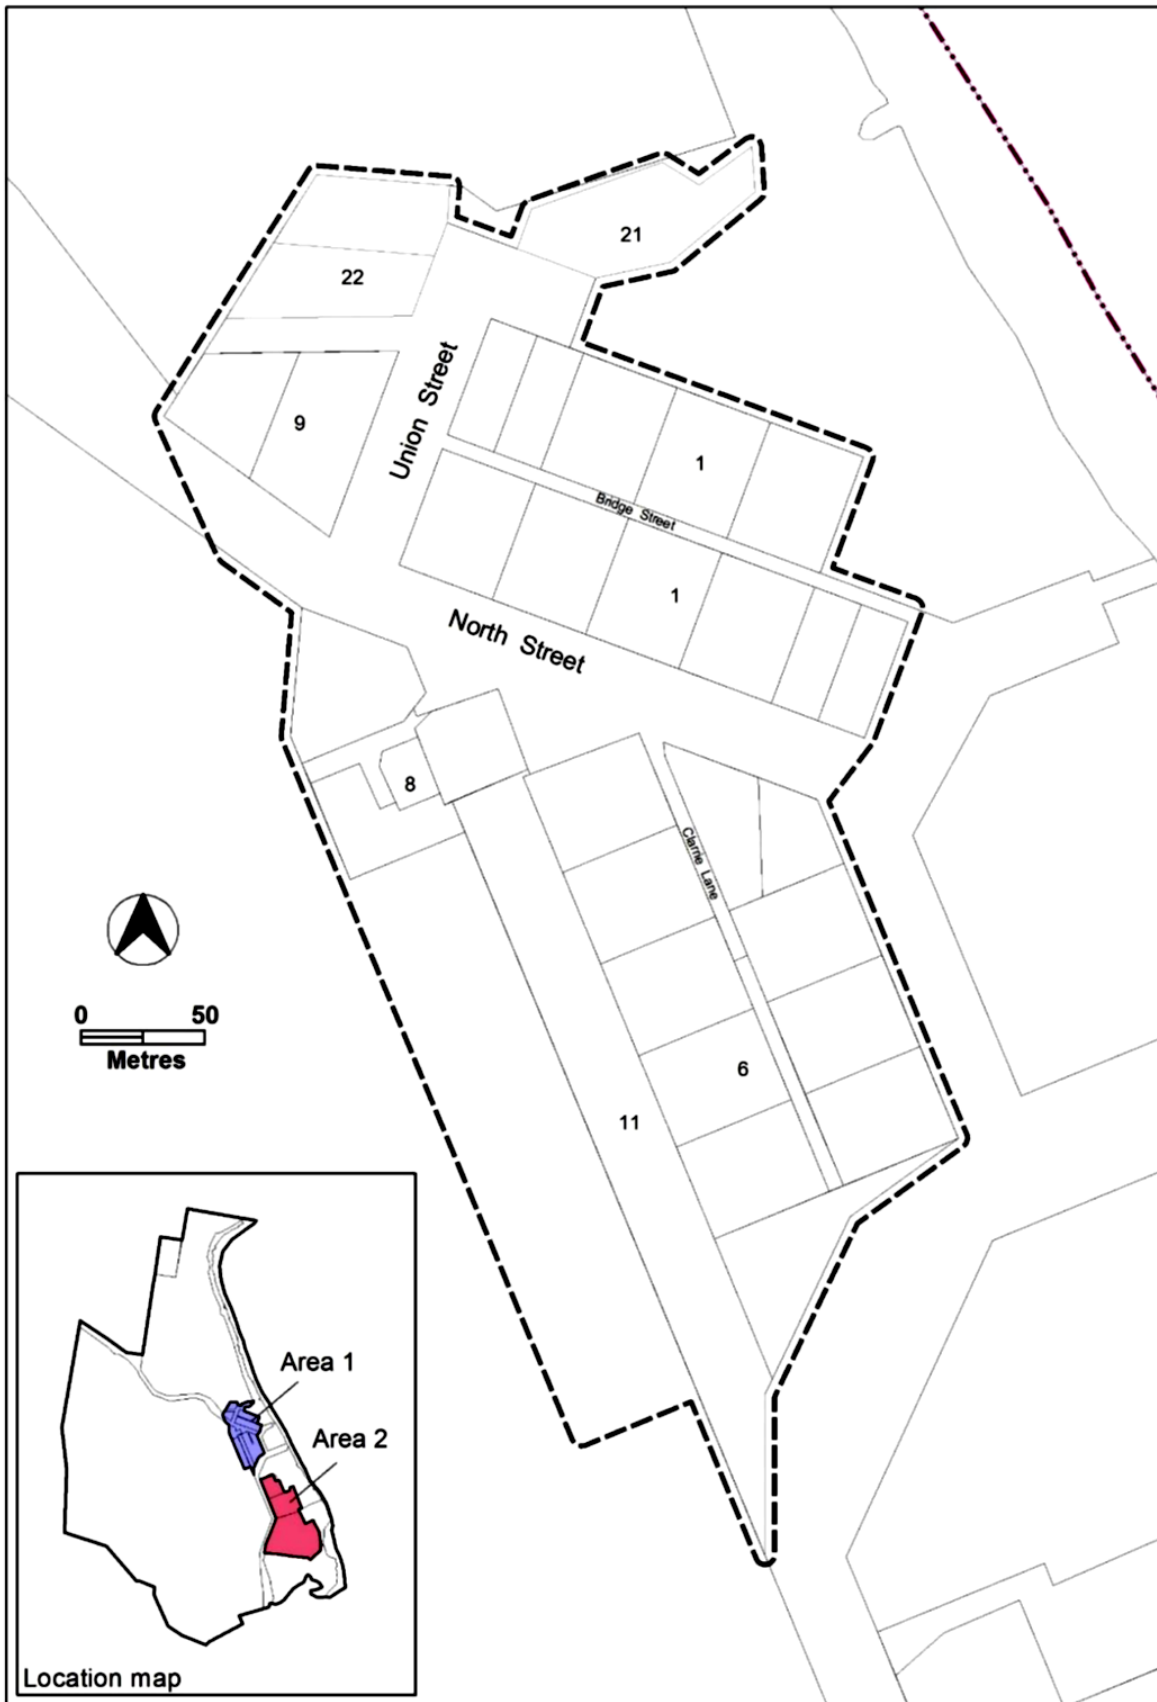 21
22
Union Street
9
1
Bridge Street
1
North Street
8
Clarrie Lane
0 50
Metres
6
11
Area 1
Area 2
Location map